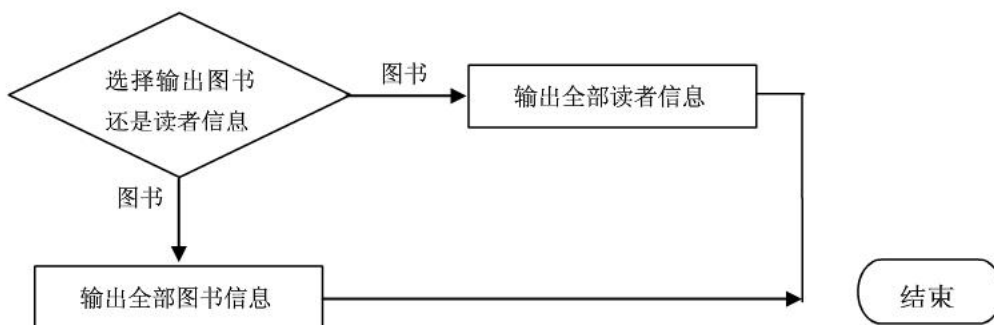 选择输出图书
还是读者信息
图书
输出全部读者信息
图书
输出全部图书信息
结束